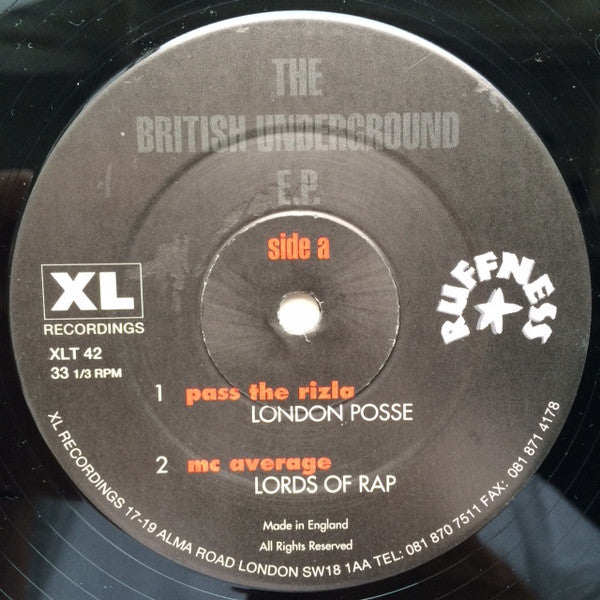 THE
BRITISH UNDERGROUND
E.P.
side a
XL
RECORDINGS
RUFFNESS
XLT 42
33 1/3 RPM
1 pass the rizla
LONDON POSSE
2 mc average
LORDS OF RAP
Made in England
All Rights Reserved
XL RECORDINGS 17-19 ALMA ROAD LONDON SW18 1AA TEL: 081 870 7511 FAX: 081 871 4178